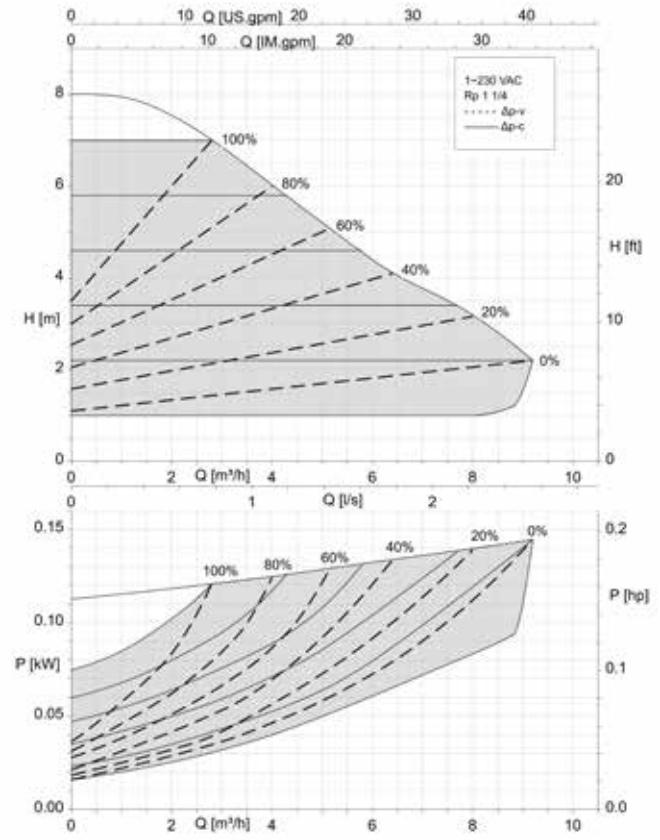 0 10 20 30 40
Q [US.gpm]
0 10 20 30
Q [IM.gpm]
1~230 VAC
Rp 1 1/4
Δp-v
Δp-c
8
100%
6
80%
20
60%
H [ft]
40%
4
H [m]
20%
10
2
0%
0
0
Q [m³/h]
2 4 6 8 10
0 1 2
Q [l/s]
0.15
0%
0.2
20%
40%
60%
80%
100%
P [hp]
0.10
P [kW]
0.1
0.05
0.00
0.0
0 2 4 6 8 10
Q [m³/h]